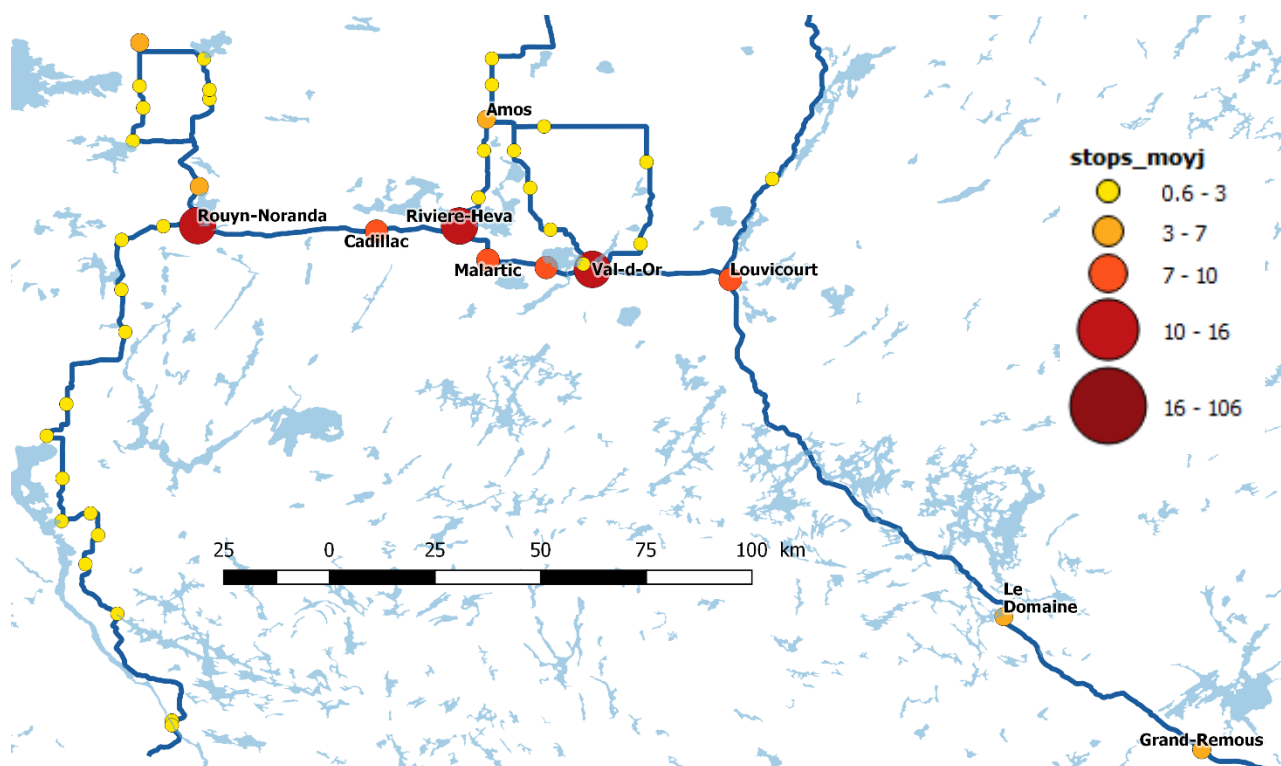 Amos
stops_moyj
0.6 - 3
3 - 7
7 - 10
10 - 16
16 - 106
Rouyn-Noranda
Riviere-Heva
Cadillac
Malartic
Val-d-Or
Louvicourt
25 0 25 50 75 100 km
Le
Domaine
Grand-Remous